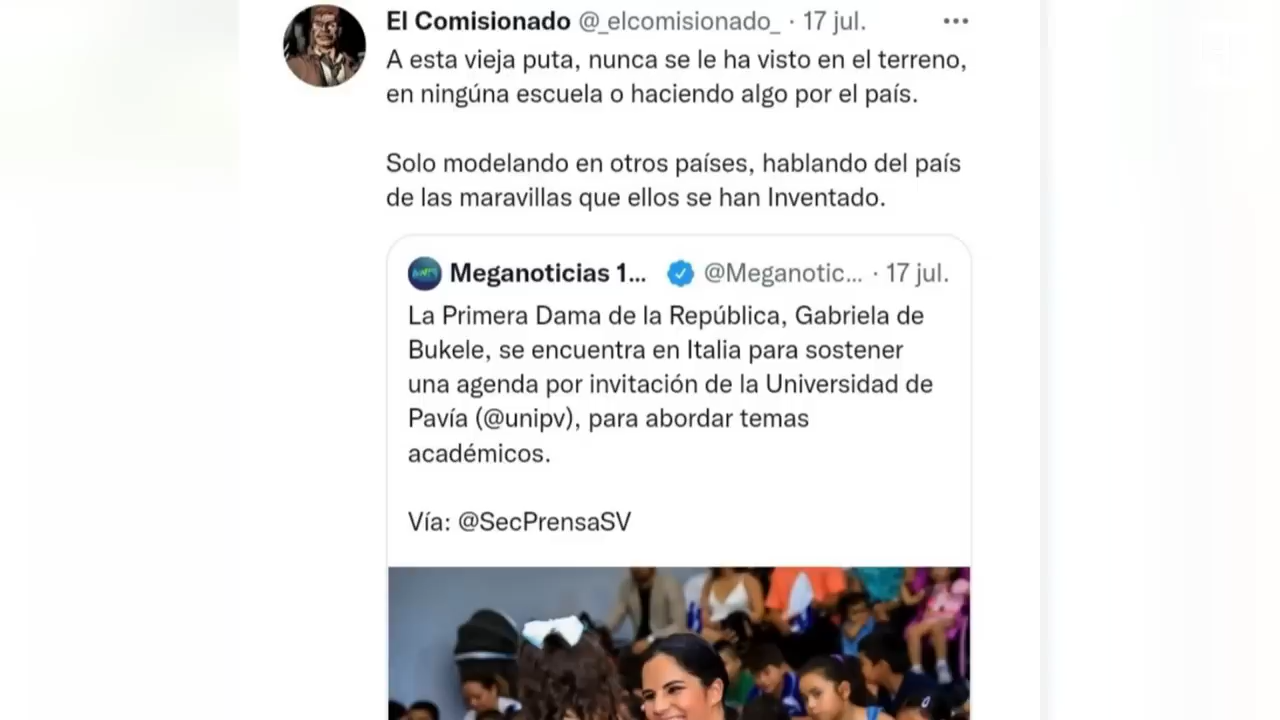 El Comisionado @_elcomisionado_ · 17 jul.
A esta vieja puta, nunca se le ha visto en el terreno,
en ningúna escuela o haciendo algo por el país.
Solo modelando en otros países, hablando del país
de las maravillas que ellos se han Inventado.
Meganoticias 1... @Meganotic... · 17 jul.
La Primera Dama de la República, Gabriela de
Bukele, se encuentra en Italia para sostener
una agenda por invitación de la Universidad de
Pavía (@unipv), para abordar temas
académicos.
Vía: @SecPrensaSV